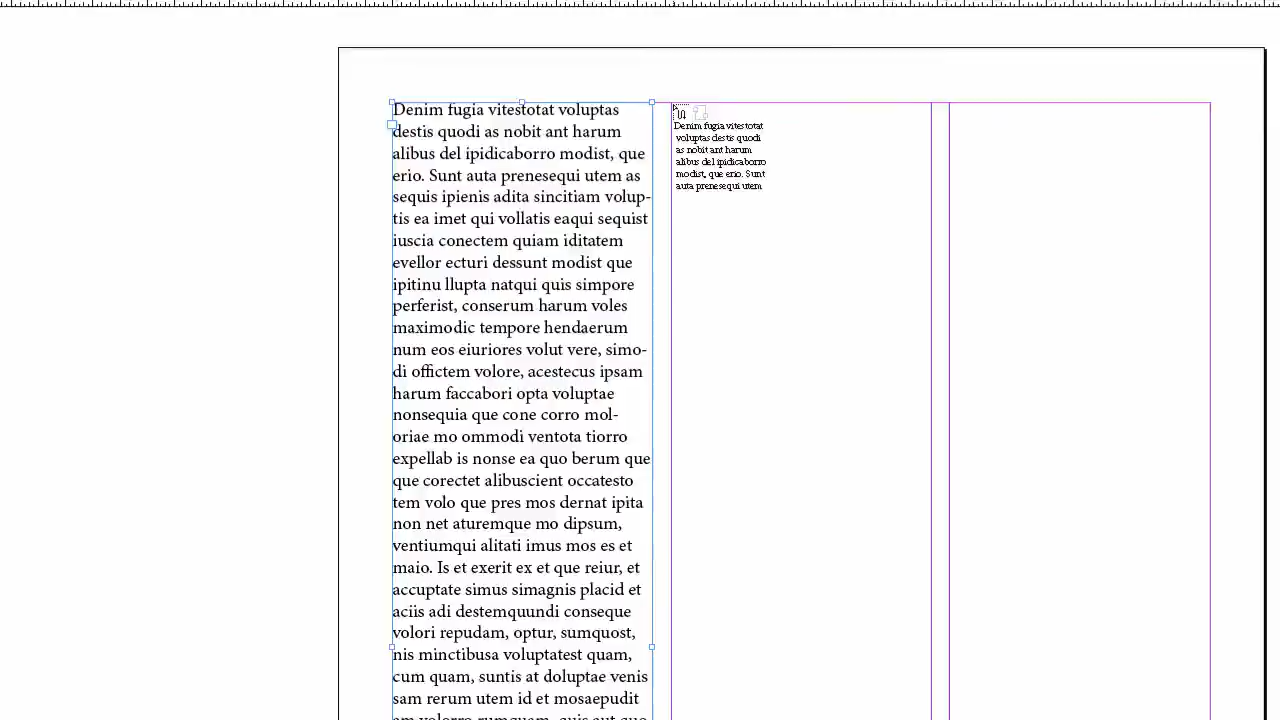 Denim fugia vitestotat voluptas
destis quodi as nobit ant harum
alibus del ipidicaborro modist, que
erio. Sunt auta prenesequi utem as
sequis ipienis adita sincitiam volup-
tis ea imet qui vollatis eaqui sequist
iuscia conectem quiam iditatem
evellor ecturi dessunt modist que
ipitinu llupta natqui quis simpore
perferist, conserum harum voles
maximodic tempore hendaerum
num eos eiuriores volut vere, simo-
di offictem volore, acestecus ipsam
harum faccabori opta voluptae
nonsequia que cone corro mol-
oriae mo ommodi ventota tiorro
expellab is nonse ea quo berum que
que corectet alibuscient occatesto
tem volo que pres mos dernat ipita
non net aturemque mo dipsum,
ventiumqui alitati imus mos es et
maio. Is et exerit ex et que reiur, et
accuptate simus simagnis placid et
aciis adi destemquundi conseque
volori repudam, optur, sumquost,
nis minctibusa voluptatest quam,
cum quam, suntis at doluptae venis
sam rerum utem id et mosaepudit
Denim fugia vitestotat
voluptas destis quodi
as nobit ant harum
alibus del ipidicaborro
modist, que erio. Sunt
auta prenesequi utem